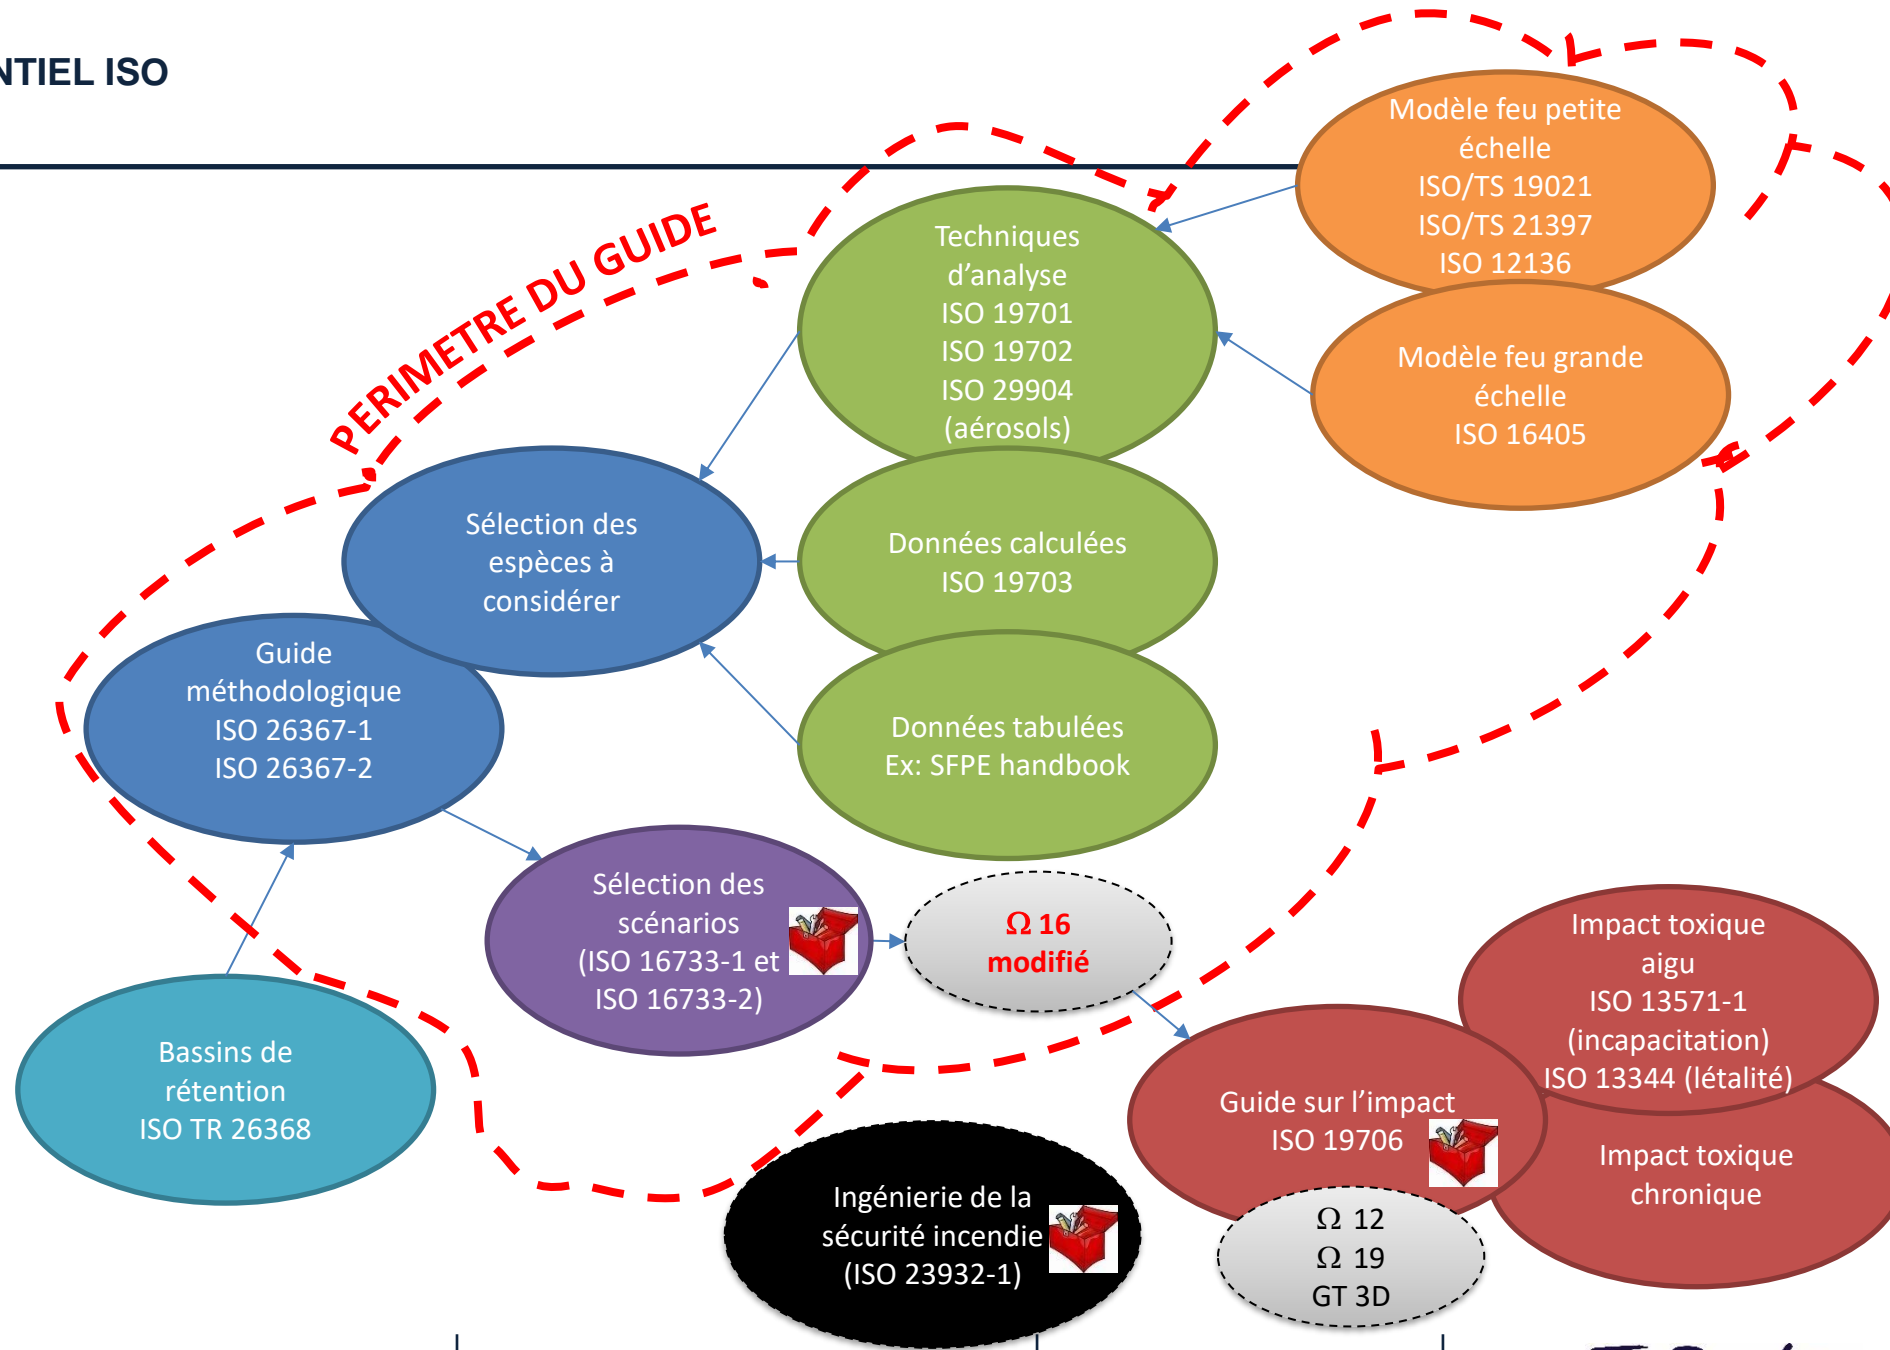 NTIEL ISO
PERIMETRE DU GUIDE
Modèle feu petite
échelle
ISO/TS 19021
ISO/TS 21397
ISO 12136
Techniques
d’analyse
ISO 19701
ISO 19702
ISO 29904
(aérosols)
Modèle feu grande
échelle
ISO 16405
Sélection des
espèces à
considérer
Données calculées
ISO 19703
Guide
méthodologique
ISO 26367-1
ISO 26367-2
Données tabulées
Ex: SFPE handbook
Sélection des
scénarios
(ISO 16733-1 et
ISO 16733-2)
Ω 16
modifié
Impact toxique
aigu
ISO 13571-1
(incapacitation)
ISO 13344 (létalité)
Bassins de
rétention
ISO TR 26368
Guide sur l’impact
ISO 19706
Impact toxique
chronique
Ingénierie de la
sécurité incendie
(ISO 23932-1)
Ω 12
Ω 19
GT 3D